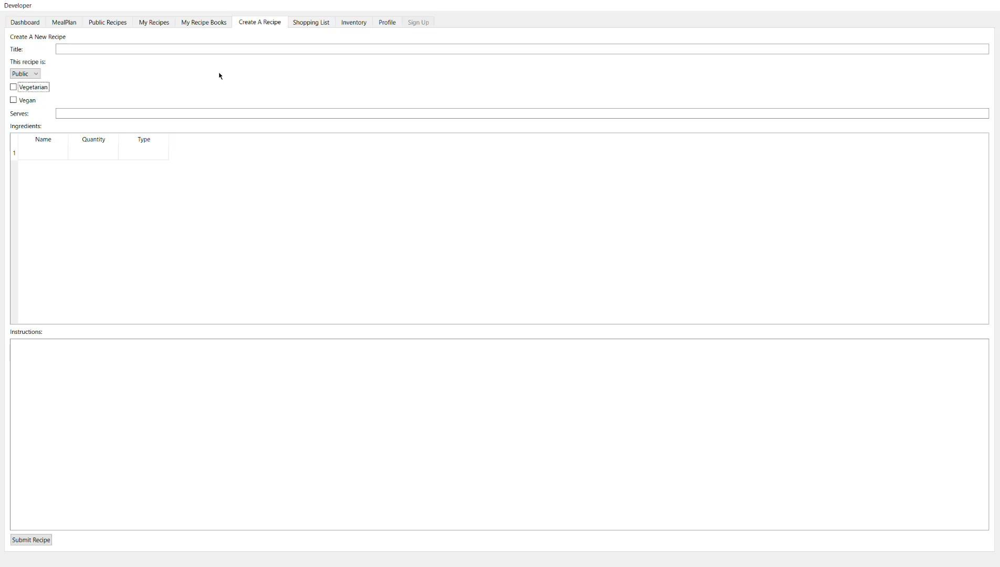 Developer
Dashboard MealPlan Public Recipes My Recipes My Recipe Books Create A Recipe Shopping List Inventory Profile Sign Up
Create A New Recipe
Title:
This recipe is:
Public
Vegetarian
Vegan
Serves:
Ingredients:
Name Quantity Type
1
Instructions:
Submit Recipe